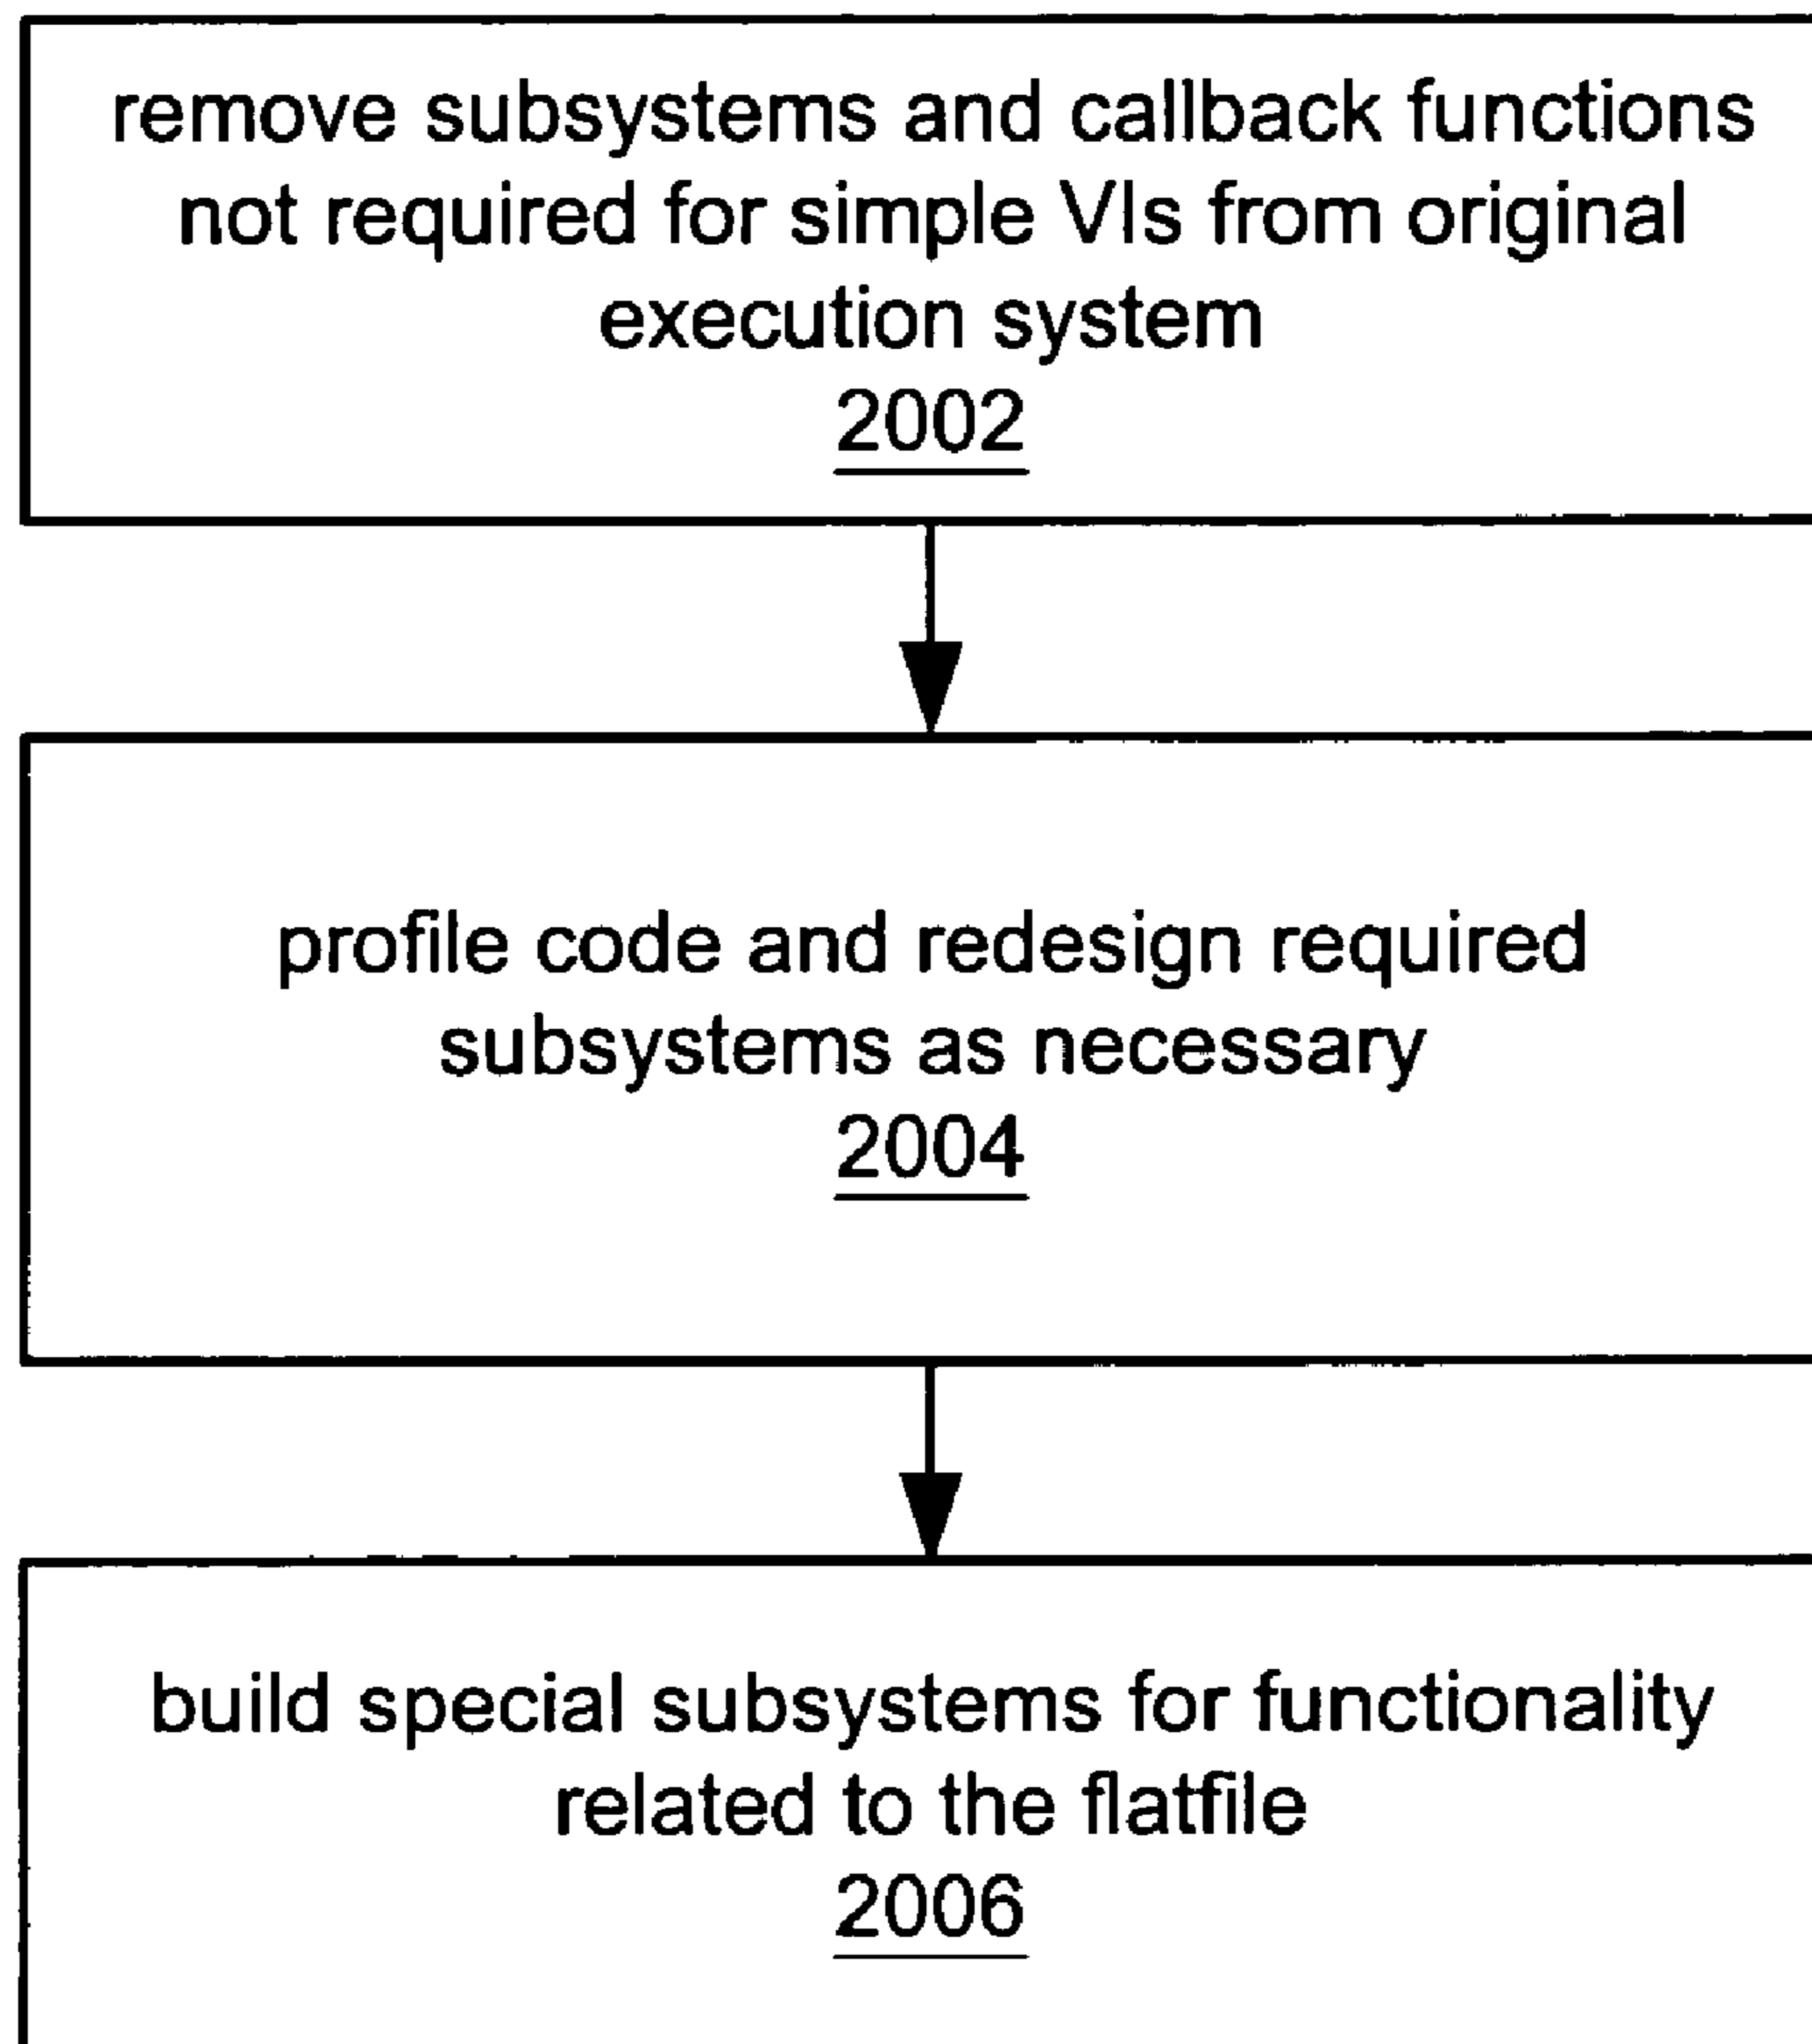 remove subsystems and callback functions
not required for simple VIs from original
execution system
2002
profile code and redesign required
subsystems as necessary
2004
build special subsystems for functionality
related to the flatfile
2006